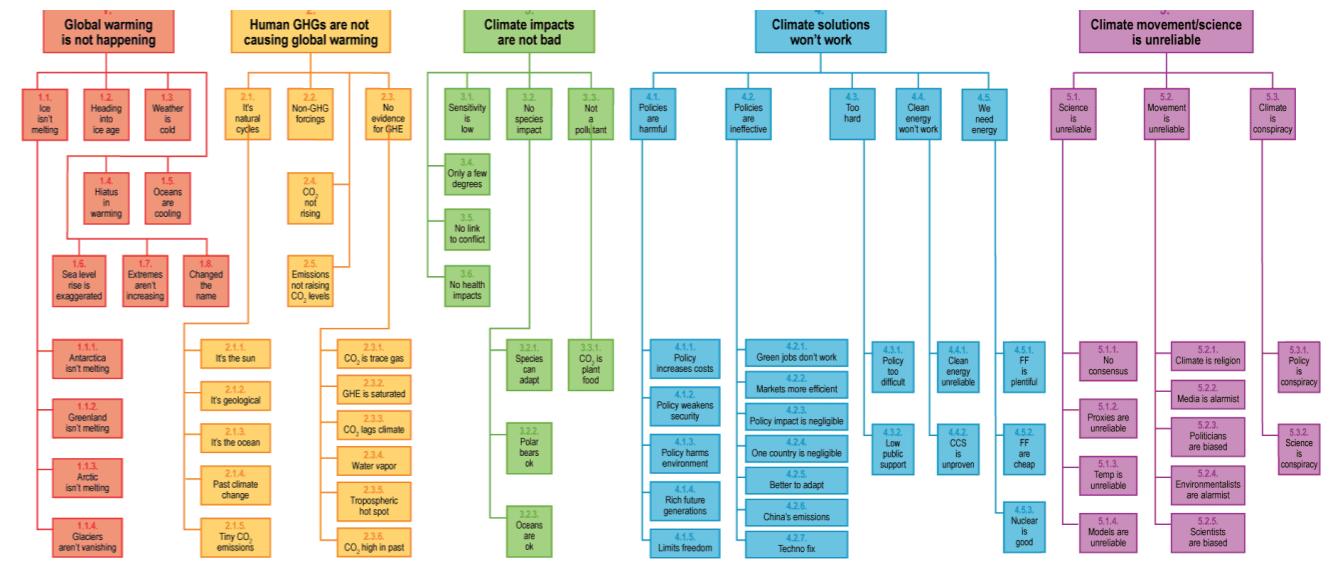 1.
Global warming
is not happening
2.
Human GHGs are not
causing global warming
3.
Climate impacts
are not bad
4.
Climate solutions
won't work
5.
Climate movement/science
is unreliable
1.1.
Ice
isn't
melting
1.2.
Heading
into
ice age
1.3.
Weather
is
cold
1.4.
Hiatus
in
warming
1.5.
Oceans
are
cooling
1.6.
Sea level
rise is
exaggerated
1.7.
Extremes
aren't
increasing
1.8.
Changed
the
name
1.1.1.
Antarctica
isn't melting
1.1.2.
Greenland
isn't melting
1.1.3.
Arctic
isn't melting
1.1.4.
Glaciers
aren't vanishing
2.1.
It's
natural
cycles
2.2.
Non-GHG
forcings
2.3.
No
evidence
for GHE
2.4.
CO2
not
rising
2.5.
Emissions
not raising
CO2 levels
2.1.1.
It's the sun
2.1.2.
It's geological
2.1.3.
It's the ocean
2.1.4.
Past climate
change
2.1.5.
Tiny CO2
emissions
2.3.1.
CO2 is trace gas
2.3.2.
GHE is saturated
2.3.3.
CO2 lags climate
2.3.4.
Water vapor
2.3.5.
Tropospheric
hot spot
2.3.6.
CO2 high in past
3.1.
Sensitivity
is
low
3.2.
No
species
impact
3.3.
Not
a
pollutant
3.4.
Only a few
degrees
3.5.
No link
to conflict
3.6.
No health
impacts
3.2.1.
Species
can
adapt
3.2.2.
Polar
bears
ok
3.2.3.
Oceans
are
ok
3.3.1.
CO2 is
plant
food
4.1.
Policies
are
harmful
4.2.
Policies
are
ineffective
4.3.
Too
hard
4.4.
Clean
energy
won't work
4.5.
We
need
energy
4.1.1.
Policy
increases costs
4.1.2.
Policy weakens
security
4.1.3.
Policy harms
environment
4.1.4.
Rich future
generations
4.1.5.
Limits freedom
4.2.1.
Green jobs don't work
4.2.2.
Markets more efficient
4.2.3.
Policy impact is negligible
4.2.4.
One country is negligible
4.2.5.
Better to adapt
4.2.6.
China's emissions
4.2.7.
Techno fix
4.3.1.
Policy
too
difficult
4.3.2.
Low
public
support
4.4.1.
Clean
energy
unreliable
4.4.2.
CCS
is
unproven
4.5.1.
FF
is
plentiful
4.5.2.
FF
are
cheap
4.5.3.
Nuclear
is
good
5.1.
Science
is
unreliable
5.2.
Movement
is
unreliable
5.3.
Climate
is
conspiracy
5.1.1.
No
consensus
5.1.2.
Proxies are
unreliable
5.1.3.
Temp is
unreliable
5.1.4.
Models are
unreliable
5.2.1.
Climate is religion
5.2.2.
Media is alarmist
5.2.3.
Politicians
are biased
5.2.4.
Environmentalists
are alarmist
5.2.5.
Scientists
are biased
5.3.1.
Policy
is
conspiracy
5.3.2.
Science
is
conspiracy